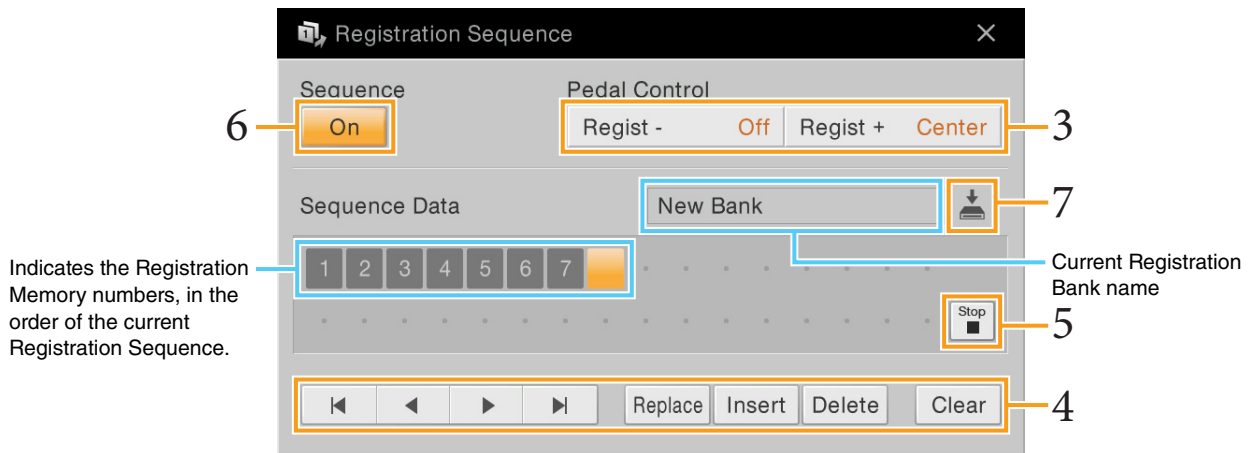 1
Registration Sequence
Sequence
Pedal Control
6
On
Regist -
Off
Regist +
Center
3
Sequence Data
New Bank
7
Indicates the Registration
Memory numbers, in the
order of the current
Registration Sequence.
1 2 3 4 5 6 7
Current Registration
Bank name
Stop
5
Replace
Insert
Delete
Clear
4